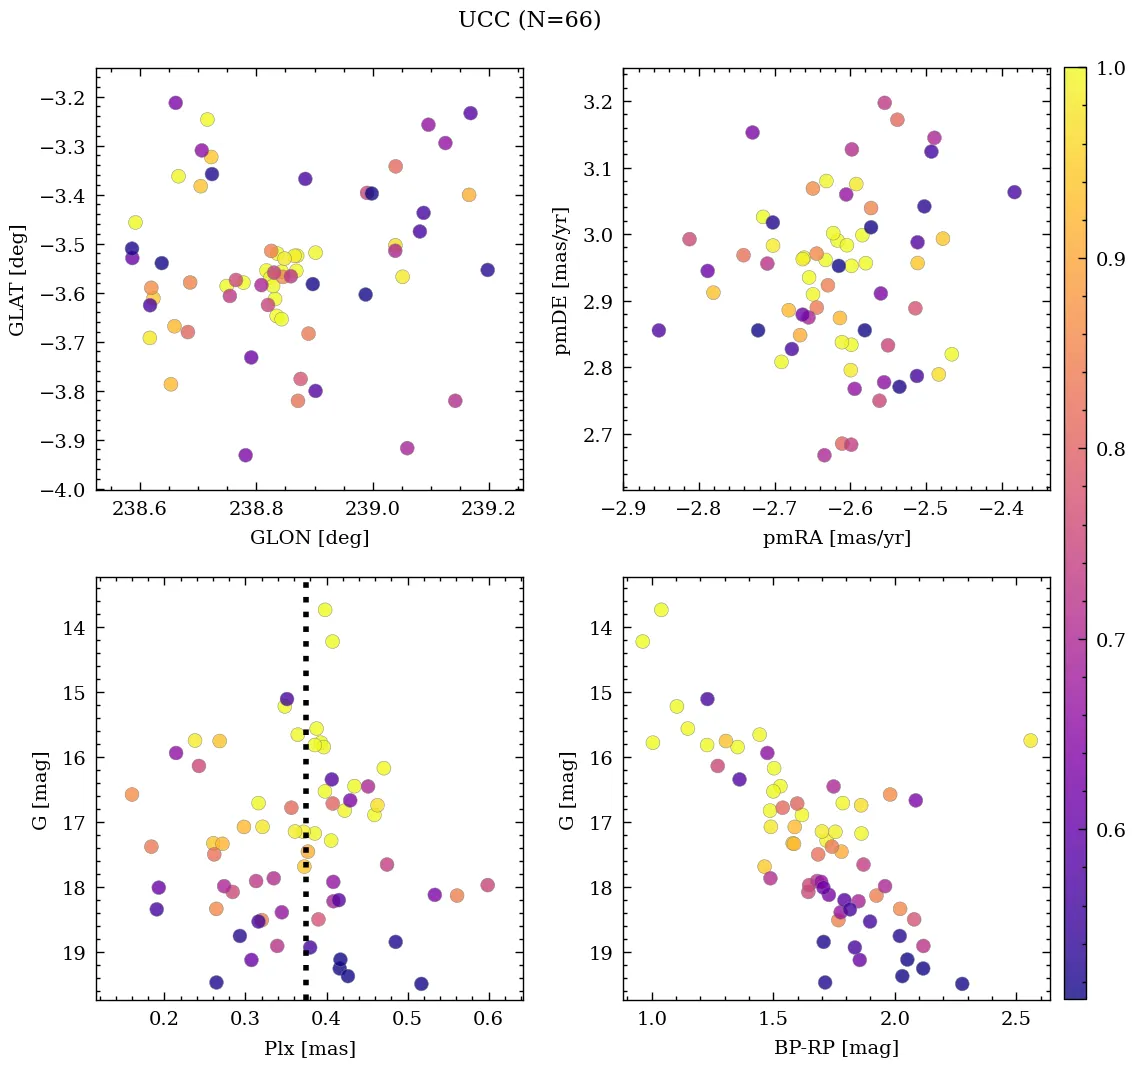 UCC (N=66)
−3.2
−3.3
−3.4
−3.5
−3.6
−3.7
−3.8
−3.9
−4.0
GLAT [deg]
238.6 238.8 239.0 239.2
GLON [deg]
3.2
3.1
3.0
2.9
2.8
2.7
pmDE [mas/yr]
−2.9 −2.8 −2.7 −2.6 −2.5 −2.4
pmRA [mas/yr]
1.0
0.9
0.8
0.7
0.6
14
15
16
17
18
19
G [mag]
0.2 0.3 0.4 0.5 0.6
Plx [mas]
14
15
16
17
18
19
G [mag]
1.0 1.5 2.0 2.5
BP-RP [mag]